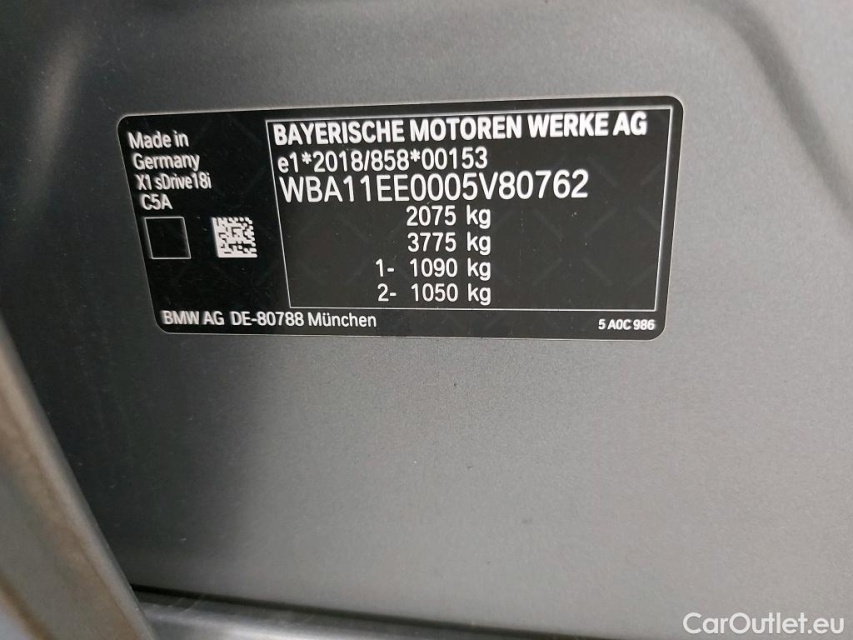 Made in
Germany
X1 sDrive18i
C5A
BAYERISCHE MOTOREN WERKE AG
e1*2018/858*00153
WBA11EE0005V80762
2075 kg
3775 kg
1- 1090 kg
2- 1050 kg
BMW AG DE-80788 München
5 A0C 986
CarOutlet.eu